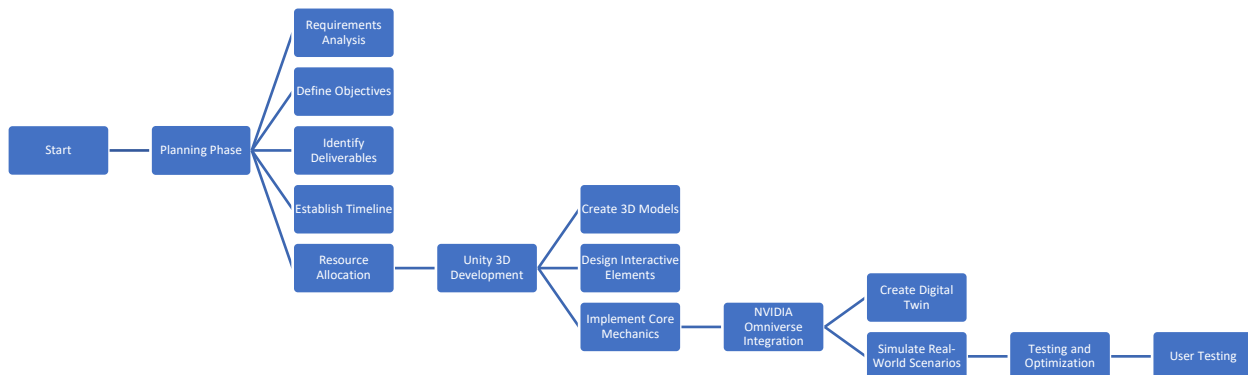 Start
Planning Phase
Requirements
Analysis
Define Objectives
Identify
Deliverables
Establish Timeline
Resource
Allocation
Unity 3D
Development
Create 3D Models
Design Interactive
Elements
Implement Core
Mechanics
NVIDIA
Omniverse
Integration
Create Digital
Twin
Simulate Real-
World Scenarios
Testing and
Optimization
User Testing